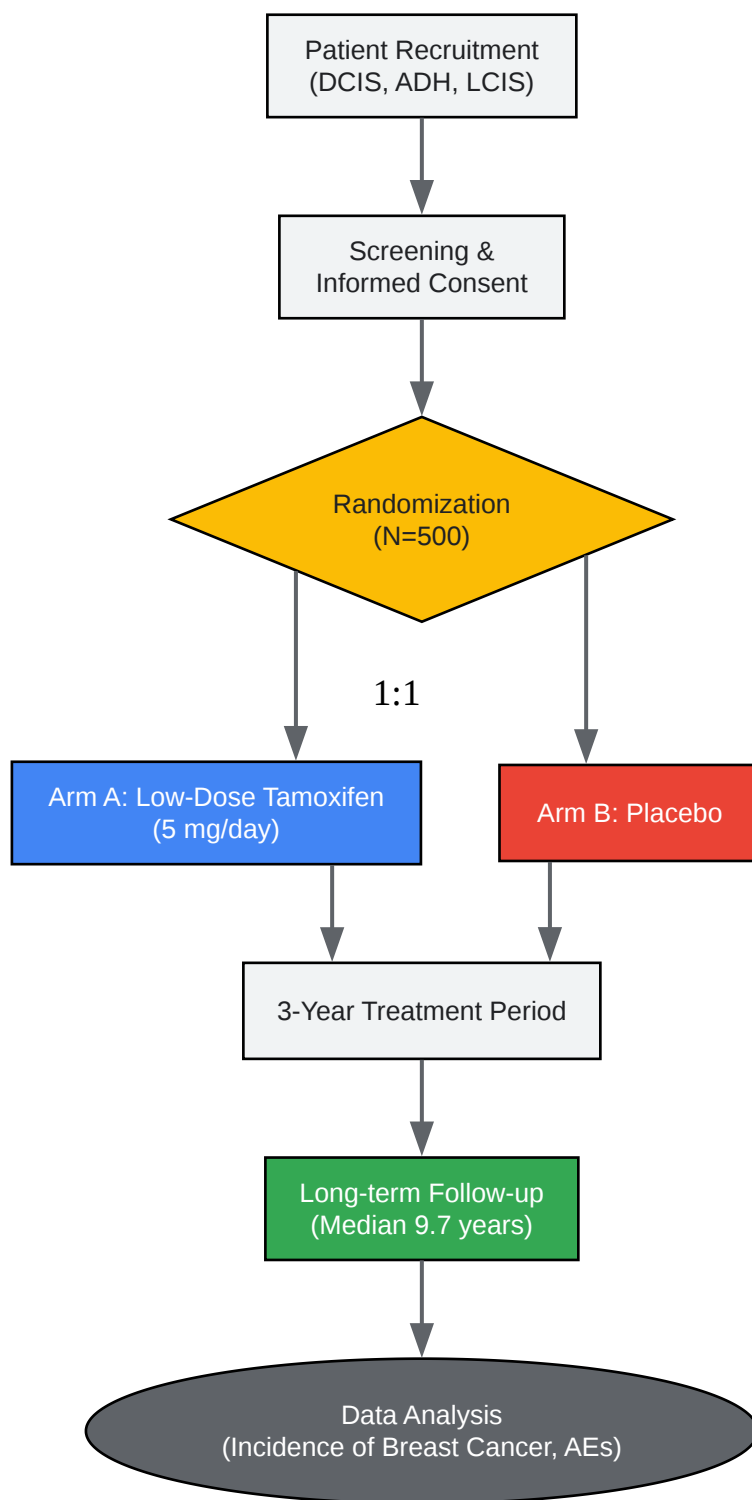 Patient Recruitment
(DCIS, ADH, LCIS)
Screening &
Informed Consent
Randomization
(N=500)
1:1
Arm A: Low-Dose Tamoxifen
(5 mg/day)
Arm B: Placebo
3-Year Treatment Period
Long-term Follow-up
(Median 9.7 years)
Data Analysis
(Incidence of Breast Cancer, AEs)